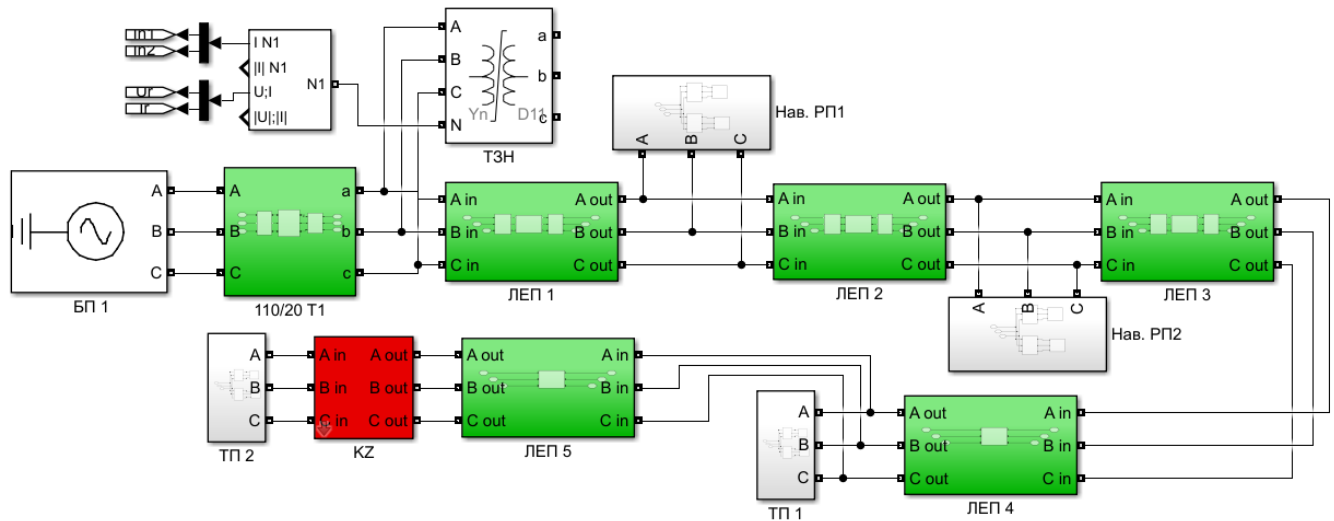 In1
In2
Ur
Ir
I N1
|I| N1
U;I
|U|;|I|
N1
A
B
C
N
a
b
c
Yn
D11
ТЗН
A
B
C
Нав. РП1
A
B
C
БП 1
A
B
C
a
b
c
110/20 Т1
A in
B in
C in
A out
B out
C out
ЛЕП 1
A in
B in
C in
A out
B out
C out
ЛЕП 2
A in
B in
C in
A out
B out
C out
ЛЕП 3
A
B
C
Нав. РП2
A
B
C
ТП 2
A in
B in
C in
A out
B out
C out
KZ
A out
B out
C out
A in
B in
C in
ЛЕП 5
A
B
C
ТП 1
A out
B out
C out
A in
B in
C in
ЛЕП 4